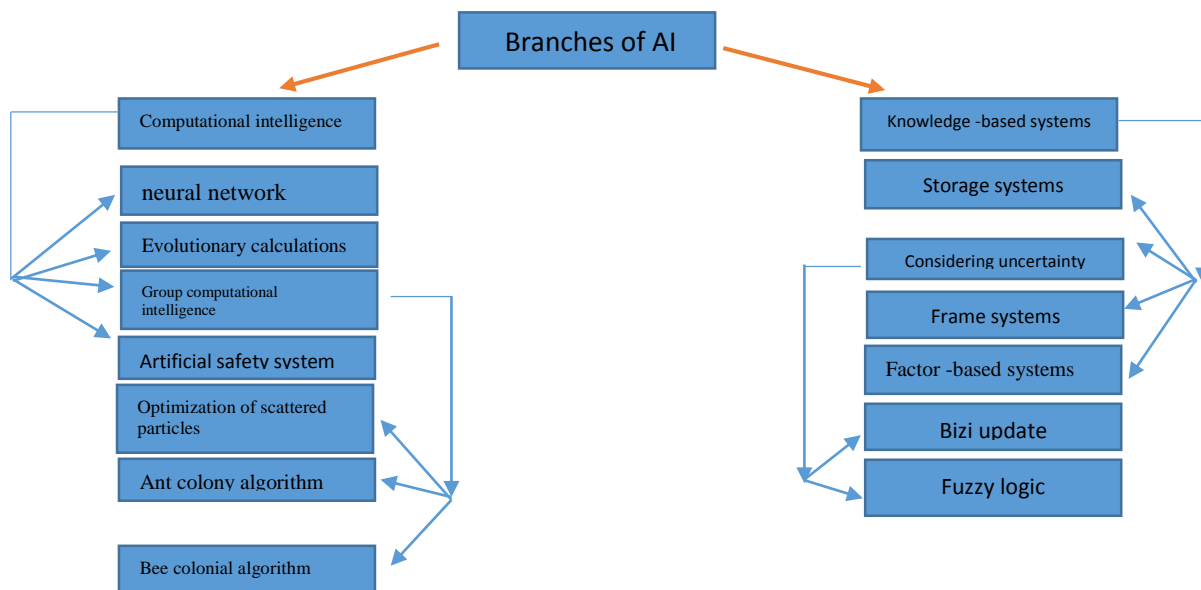 Branches of AI
Computational intelligence
neural network
Evolutionary calculations
Group computational
intelligence
Artificial safety system
Optimization of scattered
particles
Ant colony algorithm
Bee colonial algorithm
Knowledge -based systems
Storage systems
Considering uncertainty
Frame systems
Factor -based systems
Bizi update
Fuzzy logic